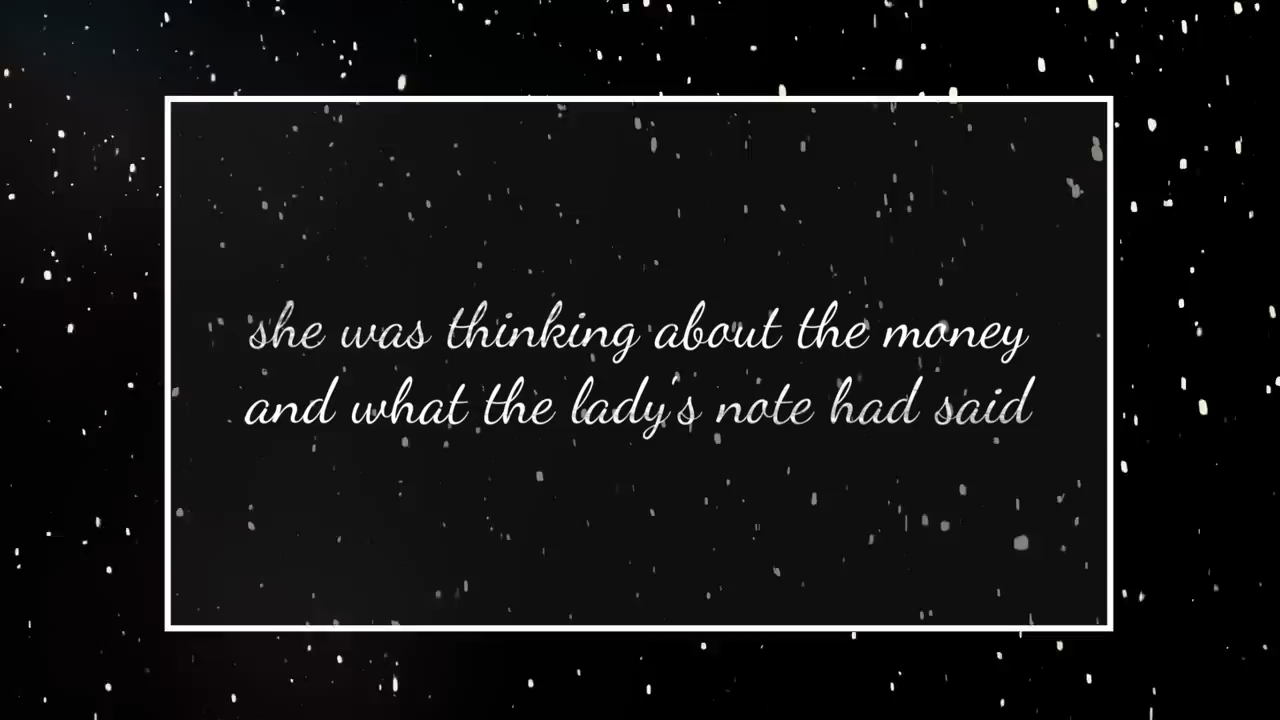 she was thinking about the money
and what the lady's note had said